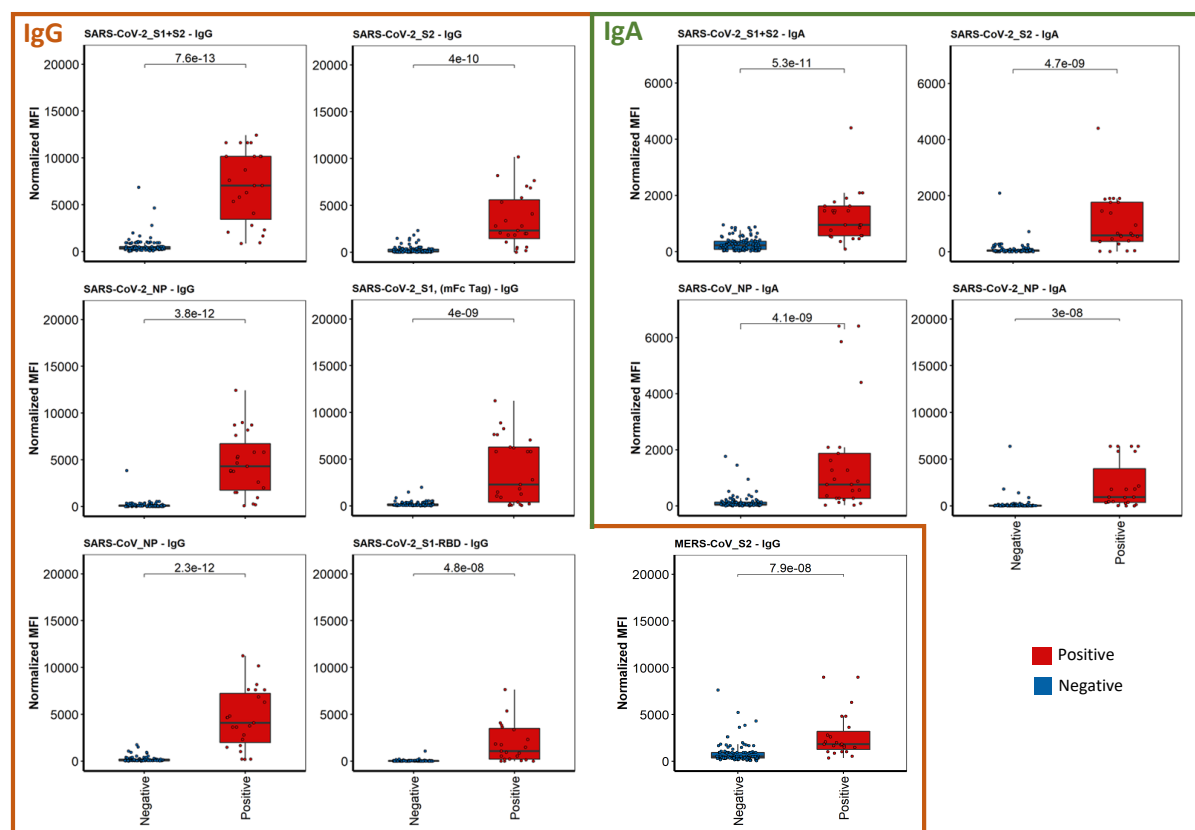 IgG
IgA
SARS-CoV-2_S1+S2 - IgG
SARS-CoV-2_S2 - IgG
SARS-CoV-2_S1+S2 - IgA
SARS-CoV-2_S2 - IgA
Normalized MFI
20000
15000
10000
5000
0
7.6e-13
20000
15000
10000
5000
0
4e-10
Normalized MFI
6000
4000
2000
0
5.3e-11
6000
4000
2000
0
4.7e-09
SARS-CoV-2_NP - IgG
SARS-CoV-2_S1, (mFc Tag) - IgG
SARS-CoV_NP - IgA
SARS-CoV-2_NP - IgA
Normalized MFI
20000
15000
10000
5000
0
3.8e-12
20000
15000
10000
5000
0
4e-09
Normalized MFI
6000
4000
2000
0
4.1e-09
20000
15000
10000
5000
0
3e-08
Negative
Positive
SARS-CoV_NP - IgG
SARS-CoV-2_S1-RBD - IgG
MERS-CoV_S2 - IgG
Normalized MFI
20000
15000
10000
5000
0
2.3e-12
Negative
Positive
20000
15000
10000
5000
0
4.8e-08
Negative
Positive
Normalized MFI
20000
15000
10000
5000
0
7.9e-08
Negative
Positive
Positive
Negative